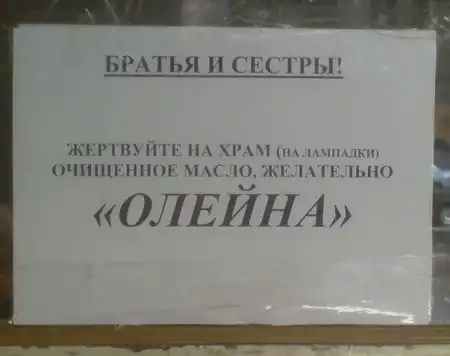 БРАТЬЯ И СЕСТРЫ!
ЖЕРТВУЙТЕ НА ХРАМ (НА ЛАМПАДКИ)
ОЧИЩЕННОЕ МАСЛО, ЖЕЛАТЕЛЬНО
«ОЛЕЙНА»